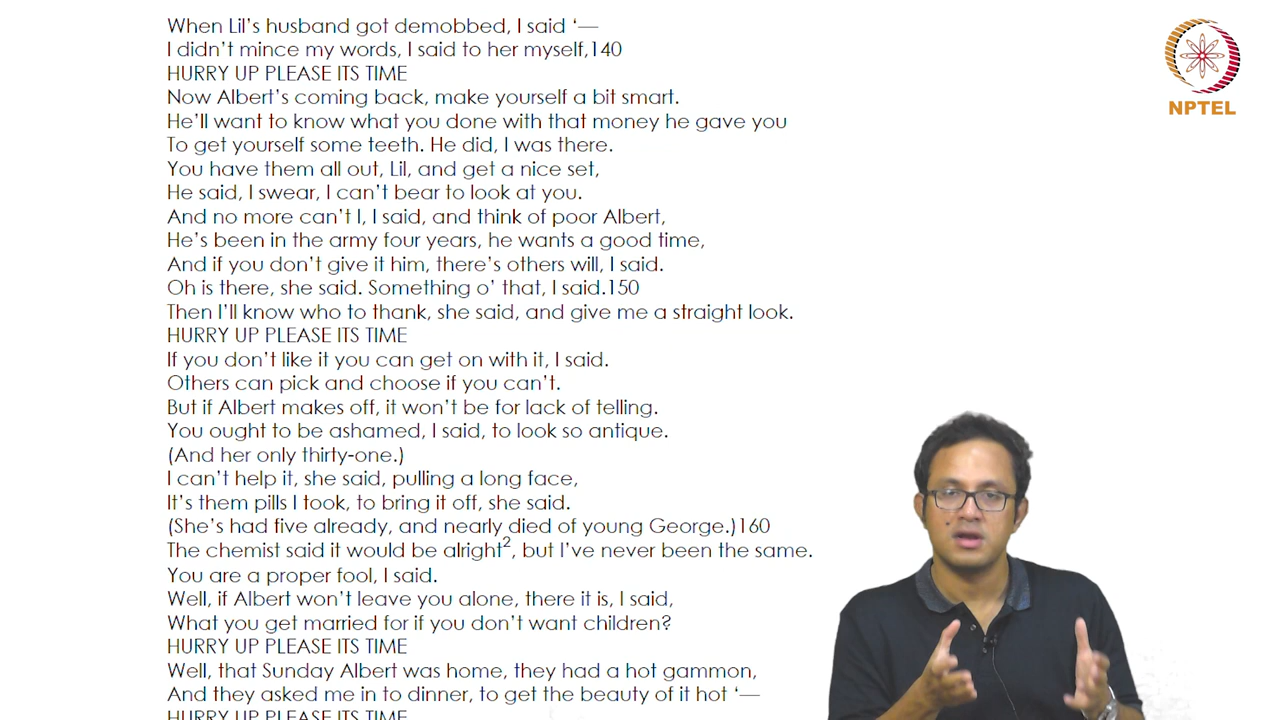 When Lil’s husband got demobbed, I said ‘—
I didn’t mince my words, I said to her myself,140
HURRY UP PLEASE ITS TIME
Now Albert’s coming back, make yourself a bit smart.
He’ll want to know what you done with that money he gave you
To get yourself some teeth. He did, I was there.
You have them all out, Lil, and get a nice set,
He said, I swear, I can’t bear to look at you.
And no more can’t I, I said, and think of poor Albert,
He’s been in the army four years, he wants a good time,
And if you don’t give it him, there’s others will, I said.
Oh is there, she said. Something o’ that, I said.150
Then I’ll know who to thank, she said, and give me a straight look.
HURRY UP PLEASE ITS TIME
If you don’t like it you can get on with it, I said.
Others can pick and choose if you can’t.
But if Albert makes off, it won’t be for lack of telling.
You ought to be ashamed, I said, to look so antique.
(And her only thirty-one.)
I can’t help it, she said, pulling a long face,
It’s them pills I took, to bring it off, she said.
(She’s had five already, and nearly died of young George.)160
The chemist said it would be alright², but I’ve never been the same.
You are a proper fool, I said.
Well, if Albert won’t leave you alone, there it is, I said,
What you get married for if you don’t want children?
HURRY UP PLEASE ITS TIME
Well, that Sunday Albert was home, they had a hot gammon,
And they asked me in to dinner, to get the beauty of it hot ‘—
HURRY UP PLEASE ITS TIME
NPTEL